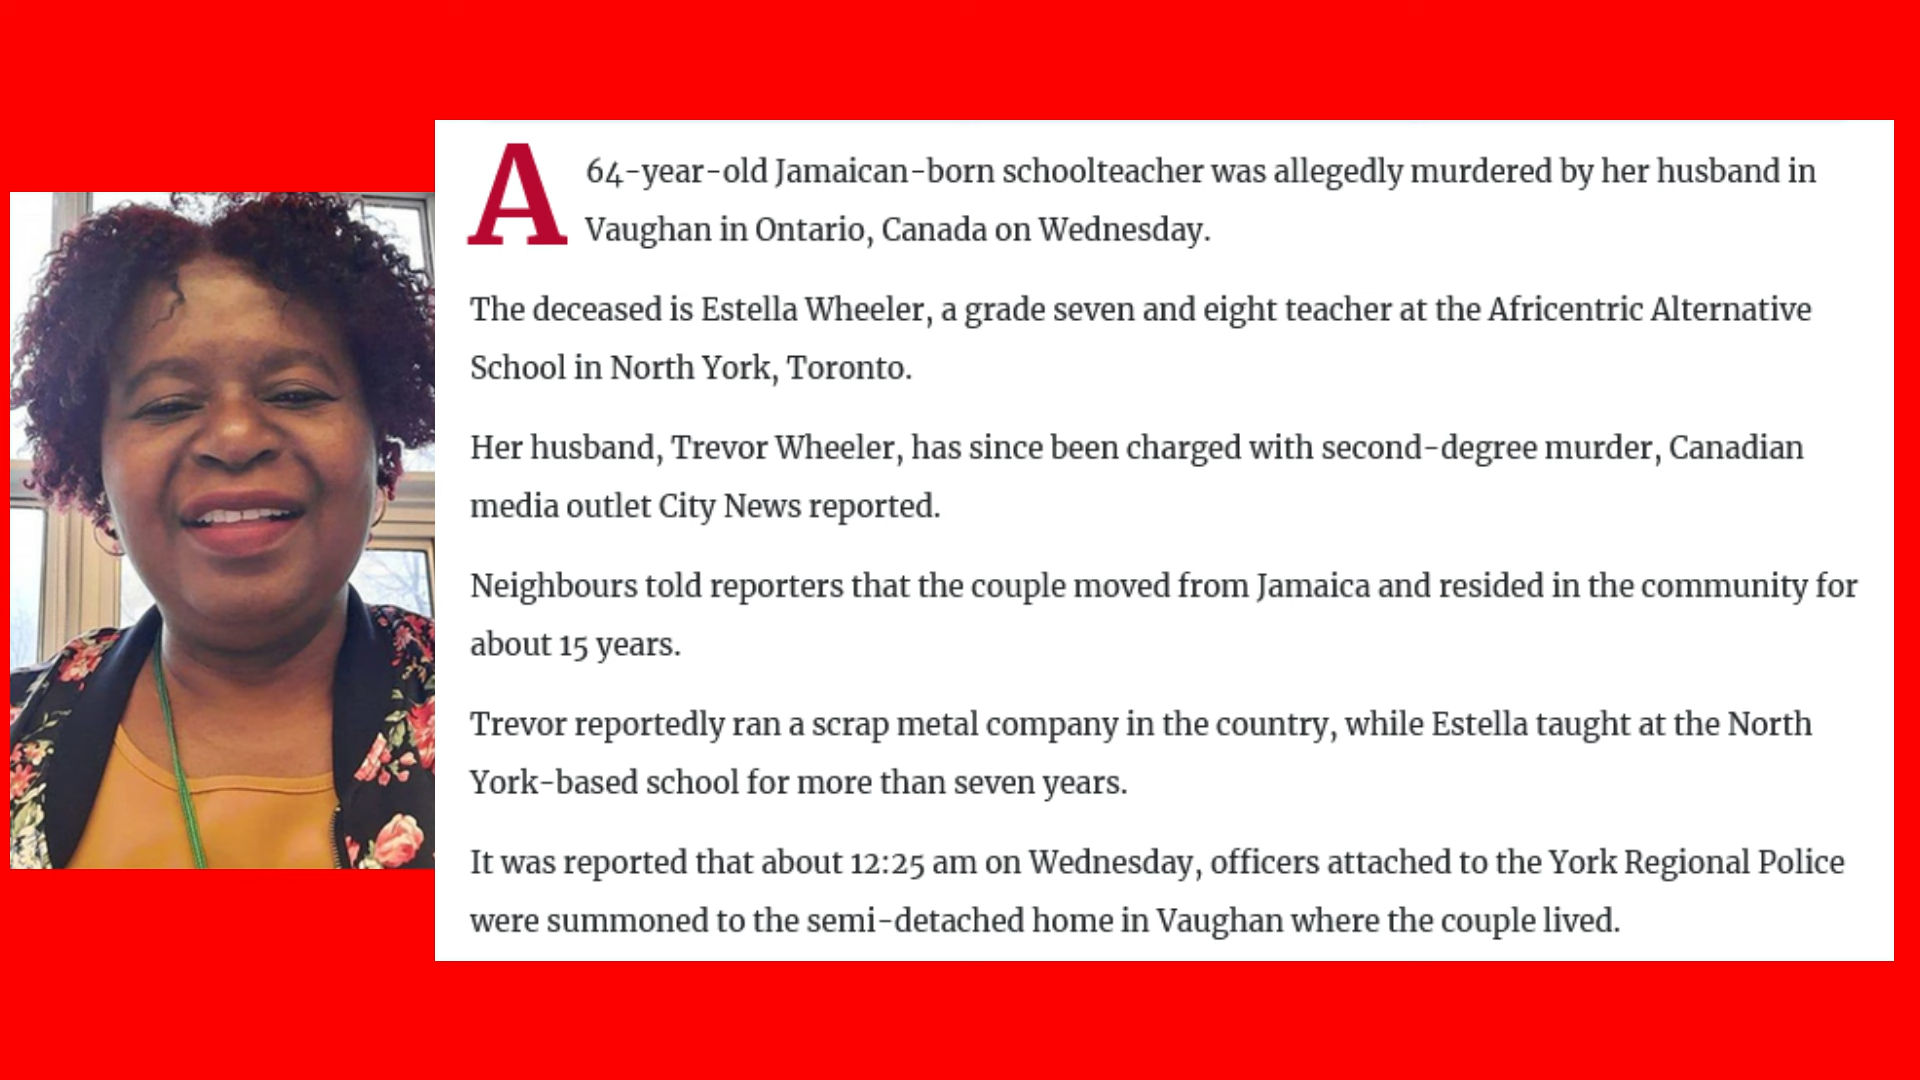 A 64-year-old Jamaican-born schoolteacher was allegedly murdered by her husband in
Vaughan in Ontario, Canada on Wednesday.
The deceased is Estella Wheeler, a grade seven and eight teacher at the Africentric Alternative
School in North York, Toronto.
Her husband, Trevor Wheeler, has since been charged with second-degree murder, Canadian
media outlet City News reported.
Neighbours told reporters that the couple moved from Jamaica and resided in the community for
about 15 years.
Trevor reportedly ran a scrap metal company in the country, while Estella taught at the North
York-based school for more than seven years.
It was reported that about 12:25 am on Wednesday, officers attached to the York Regional Police
were summoned to the semi-detached home in Vaughan where the couple lived.